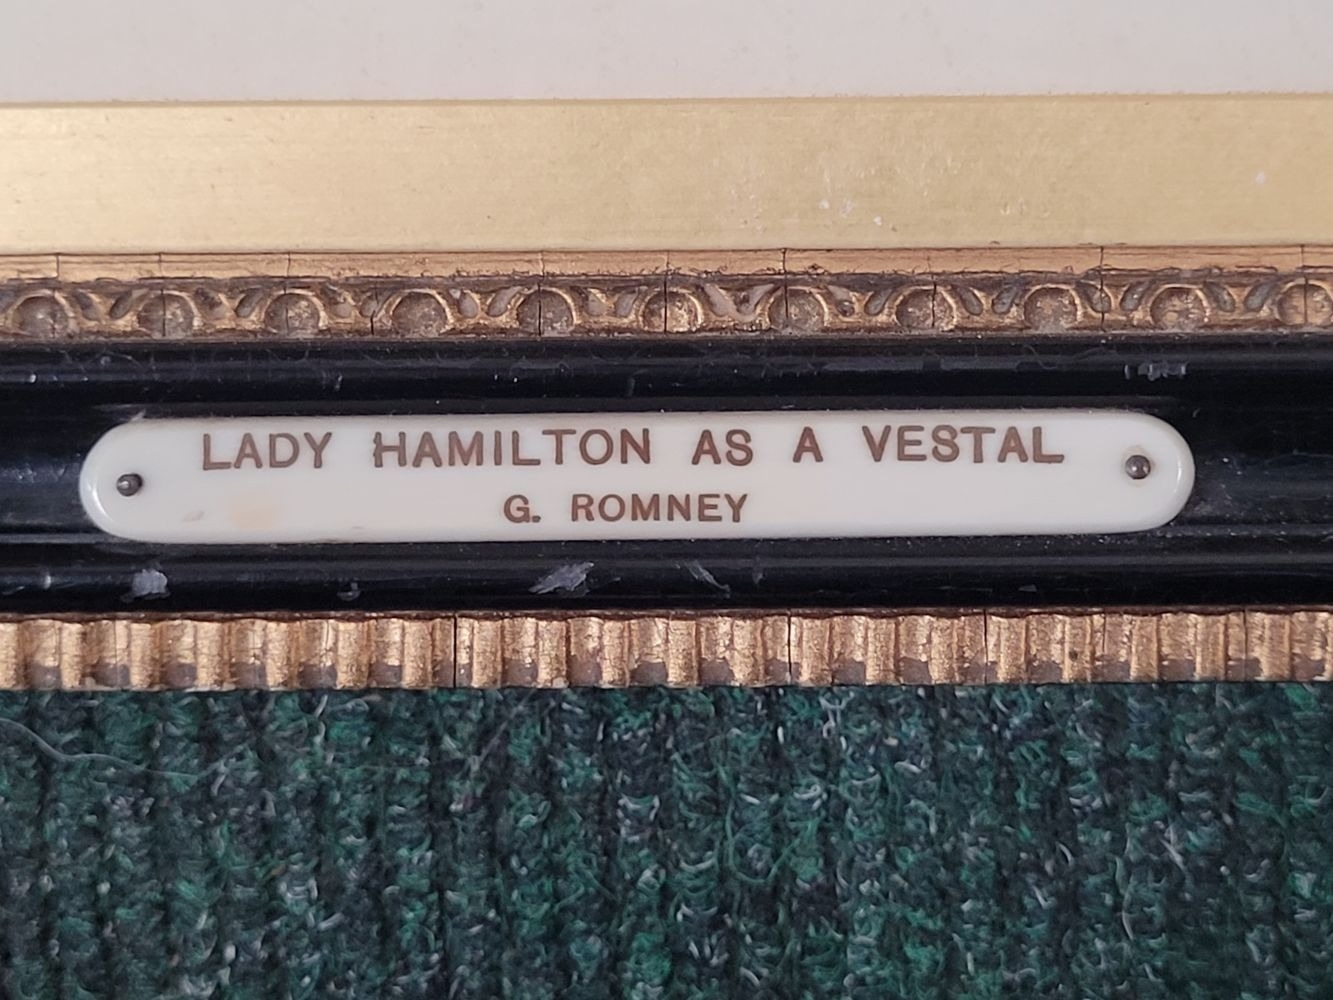 LADY HAMILTON AS A VESTAL
G. ROMNEY